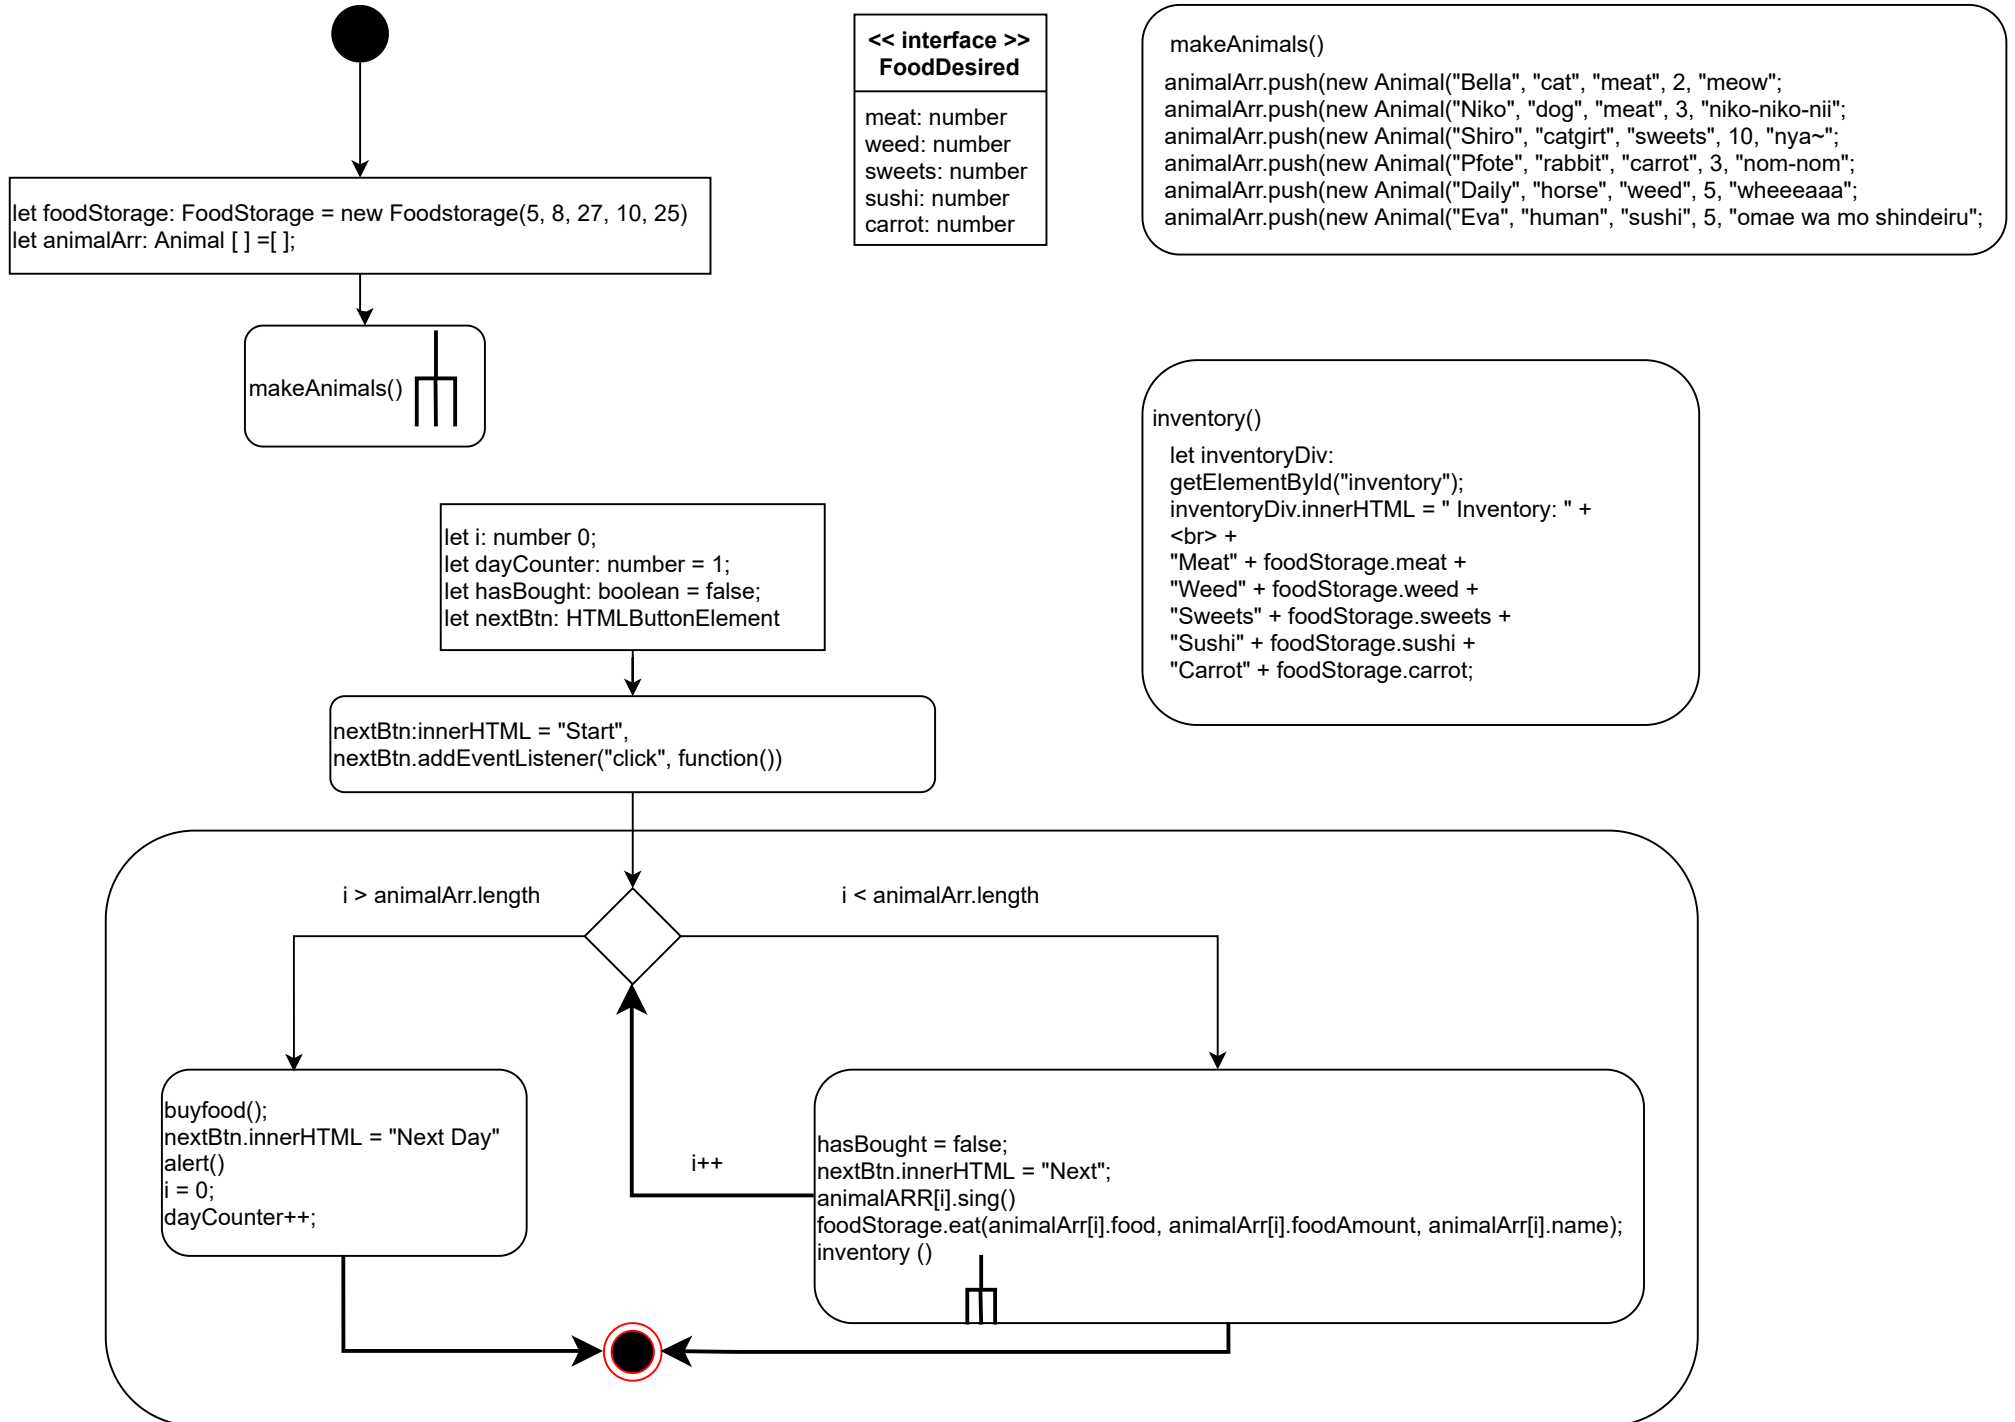 << interface >>
FoodDesired
meat: number
weed: number
sweets: number
sushi: number
carrot: number
makeAnimals()
animalArr.push(new Animal("Bella", "cat", "meat", 2, "meow";
animalArr.push(new Animal("Niko", "dog", "meat", 3, "niko-niko-nii";
animalArr.push(new Animal("Shiro", "catgirt", "sweets", 10, "nya~";
animalArr.push(new Animal("Pfote", "rabbit", "carrot", 3, "nom-nom";
animalArr.push(new Animal("Daily", "horse", "weed", 5, "wheeeaaa";
animalArr.push(new Animal("Eva", "human", "sushi", 5, "omae wa mo shindeiru";
let foodStorage: FoodStorage = new Foodstorage(5, 8, 27, 10, 25)
let animalArr: Animal [ ] =[ ];
makeAnimals()
inventory()
let inventoryDiv:
getElementById("inventory");
inventoryDiv.innerHTML = " Inventory: " +
<br> +
"Meat" + foodStorage.meat +
"Weed" + foodStorage.weed +
"Sweets" + foodStorage.sweets +
"Sushi" + foodStorage.sushi +
"Carrot" + foodStorage.carrot;
let i: number 0;
let dayCounter: number = 1;
let hasBought: boolean = false;
let nextBtn: HTMLButtonElement
nextBtn:innerHTML = "Start",
nextBtn.addEventListener("click", function())
i > animalArr.length
i < animalArr.length
buyfood();
nextBtn.innerHTML = "Next Day"
alert()
i = 0;
dayCounter++;
i++
hasBought = false;
nextBtn.innerHTML = "Next";
animalARR[i].sing()
foodStorage.eat(animalArr[i].food, animalArr[i].foodAmount, animalArr[i].name);
inventory ()